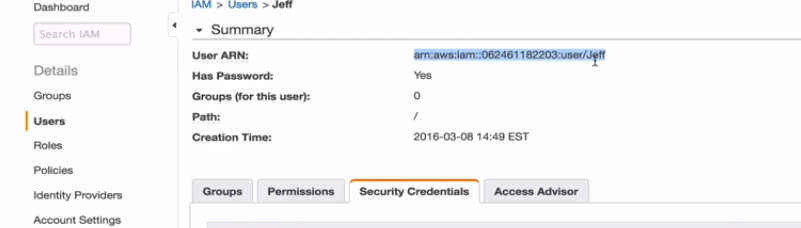 Dashboard
IAM > Users > Jeff
Search IAM
Summary
User ARN: arn:aws:iam::062461182203:user/Jeff
Has Password: Yes
Groups (for this user): 0
Path: /
Creation Time: 2016-03-08 14:49 EST
Details
Groups
Users
Roles
Policies
Identity Providers
Account Settings
Groups Permissions Security Credentials Access Advisor